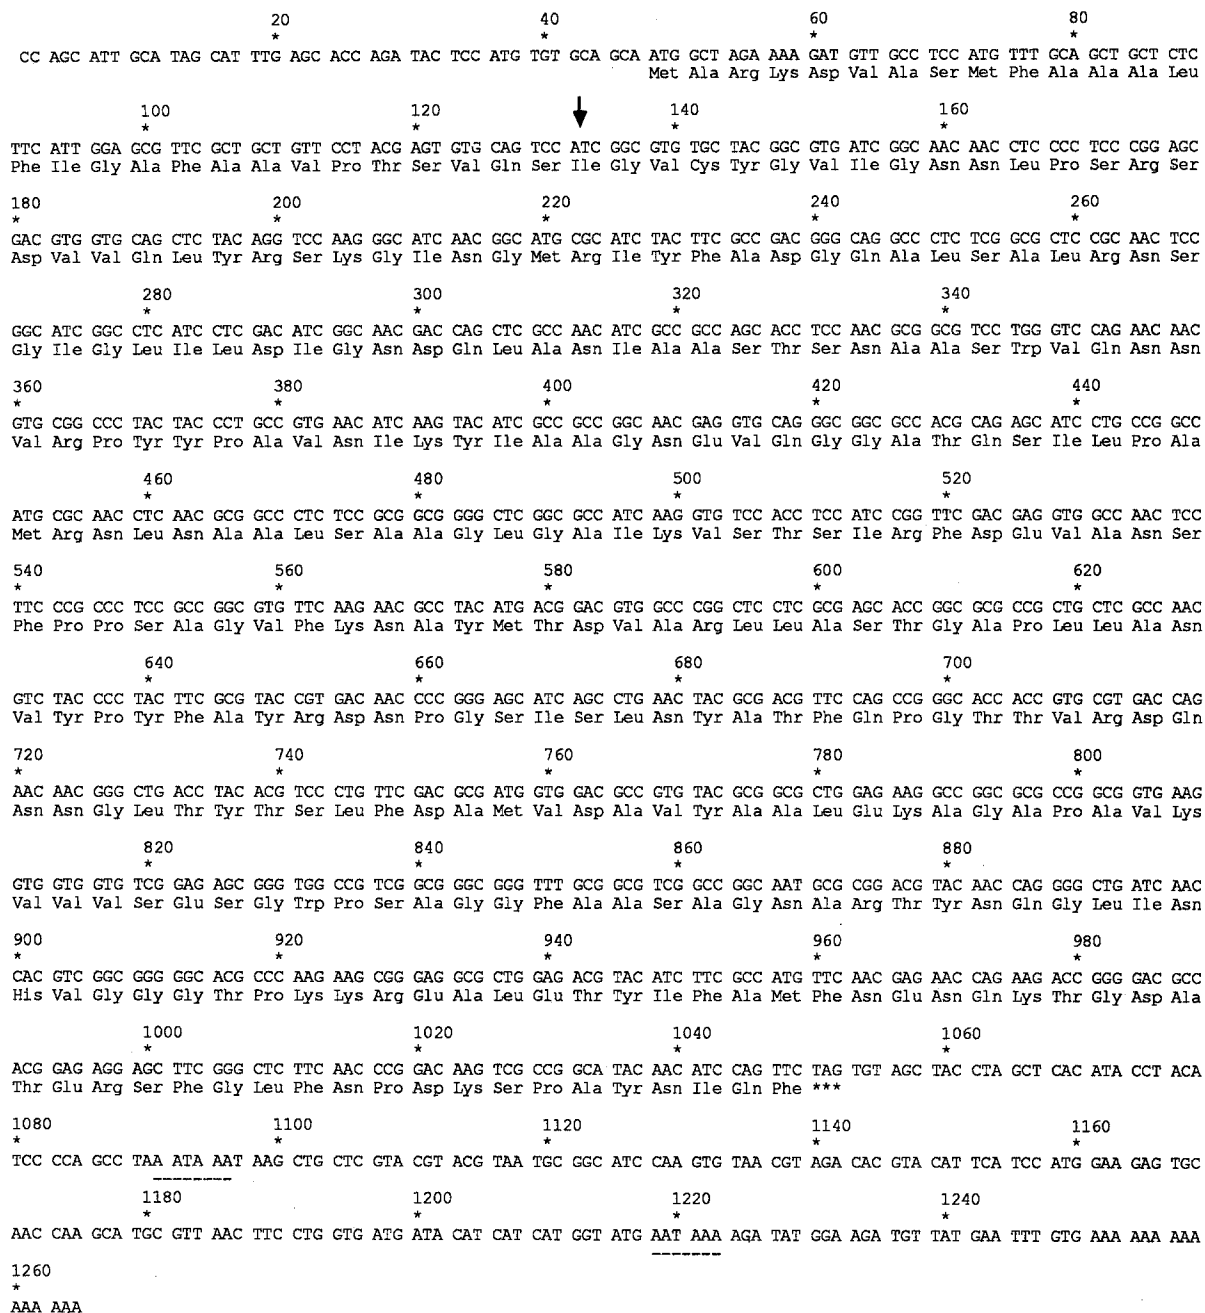 20 40 60 80
* * * *
CC AGC ATT GCA TAG CAT TTG AGC ACC AGA TAC TCC ATG TGT GCA GCA ATG GCT AGA AAA GAT GTT GCC TCC ATG TTT GCA GCT GCT CTC
Met Ala Arg Lys Asp Val Ala Ser Met Phe Ala Ala Ala Leu
100 120 140 160
* * * *
TTC ATT GGA GCG TTC GCT GCT GTT CCT ACG AGT GTG CAG TCC ATC GGC GTG TGC TAC GGC GTG ATC GGC AAC AAC CTC CCC TCC CGG AGC
Phe Ile Gly Ala Phe Ala Ala Val Pro Thr Ser Val Gln Ser Ile Gly Val Cys Tyr Gly Val Ile Gly Asn Asn Leu Pro Ser Arg Ser
180 200 220 240 260
* * * * *
GAC GTG GTG CAG CTC TAC AGG TCC AAG GGC ATC AAC GGC ATG CGC ATC TAC TTC GCC GAC GGG CAG GCC CTC TCG GCG CTC CGC AAC TCC
Asp Val Val Gln Leu Tyr Arg Ser Lys Gly Ile Asn Gly Met Arg Ile Tyr Phe Ala Asp Gly Gln Ala Leu Ser Ala Leu Arg Asn Ser
280 300 320 340
* * * *
GGC ATC GGC CTC ATC CTC GAC ATC GGC AAC GAC CAG CTC GCC AAC ATC GCC GCC AGC ACC TCC AAC GCG GCG TCC TGG GTC CAG AAC AAC
Gly Ile Gly Leu Ile Leu Asp Ile Gly Asn Asp Gln Leu Ala Asn Ile Ala Ala Ser Thr Ser Asn Ala Ala Ser Trp Val Gln Asn Asn
360 380 400 420 440
* * * * *
GTG CGG CCC TAC TAC CCT GCC GTG AAC ATC AAG TAC ATC GCC GCC GGC AAC GAG GTG CAG GGC GGC GCC ACG CAG AGC ATC CTG CCG GCC
Val Arg Pro Tyr Tyr Pro Ala Val Asn Ile Lys Tyr Ile Ala Ala Gly Asn Glu Val Gln Gly Gly Ala Thr Gln Ser Ile Leu Pro Ala
460 480 500 520
* * * *
ATG CGC AAC CTC AAC GCG GCC CTC TCC GCG GCG GGG CTC GGC GCC ATC AAG GTG TCC ACC TCC ATC CGG TTC GAC GAG GTG GCC AAC TCC
Met Arg Asn Leu Asn Ala Ala Leu Ser Ala Ala Gly Leu Gly Ala Ile Lys Val Ser Thr Ser Ile Arg Phe Asp Glu Val Ala Asn Ser
540 560 580 600 620
* * * * *
TTC CCG CCC TCC GCC GGC GTG TTC AAG AAC GCC TAC ATG ACG GAC GTG GCC CGG CTC CTC GCG AGC ACC GGC GCG CCG CTG CTC GCC AAC
Phe Pro Pro Ser Ala Gly Val Phe Lys Asn Ala Tyr Met Thr Asp Val Ala Arg Leu Leu Ala Ser Thr Gly Ala Pro Leu Leu Ala Asn
640 660 680 700
* * * *
GTC TAC CCC TAC TTC GCG TAC CGT GAC AAC CCC GGG AGC ATC AGC CTG AAC TAC GCG ACG TTC CAG CCG GGC ACC ACC GTG CGT GAC CAG
Val Tyr Pro Tyr Phe Ala Tyr Arg Asp Asn Pro Gly Ser Ile Ser Leu Asn Tyr Ala Thr Phe Gln Pro Gly Thr Thr Val Arg Asp Gln
720 740 760 780 800
* * * * *
AAC AAC GGG CTG ACC TAC ACG TCC CTG TTC GAC GCG ATG GTG GAC GCC GTG TAC GCG GCG CTG GAG AAG GCC GGC GCG CCG GCG GTG AAG
Asn Asn Gly Leu Thr Tyr Thr Ser Leu Phe Asp Ala Met Val Asp Ala Val Tyr Ala Ala Leu Glu Lys Ala Gly Ala Pro Ala Val Lys
820 840 860 880
* * * *
GTG GTG GTG TCG GAG AGC GGG TGG CCG TCG GCG GGC GGG TTT GCG GCG TCG GCC GGC AAT GCG CGG ACG TAC AAC CAG GGG CTG ATC AAC
Val Val Val Ser Glu Ser Gly Trp Pro Ser Ala Gly Gly Phe Ala Ala Ser Ala Gly Asn Ala Arg Thr Tyr Asn Gln Gly Leu Ile Asn
900 920 940 960 980
* * * * *
CAC GTC GGC GGG GGC ACG CCC AAG AAG CGG GAG GCG CTG GAG ACG TAC ATC TTC GCC ATG TTC AAC GAG AAC CAG AAG ACC GGG GAC GCC
His Val Gly Gly Gly Thr Pro Lys Lys Arg Glu Ala Leu Glu Thr Tyr Ile Phe Ala Met Phe Asn Glu Asn Gln Lys Thr Gly Asp Ala
1000 1020 1040 1060
* * * *
ACG GAG AGG AGC TTC GGG CTC TTC AAC CCG GAC AAG TCG CCG GCA TAC AAC ATC CAG TTC TAG TGT AGC TAC CTA GCT CAC ATA CCT ACA
Thr Glu Arg Ser Phe Gly Leu Phe Asn Pro Asp Lys Ser Pro Ala Tyr Asn Ile Gln Phe ***
1080 1100 1120 1140 1160
* * * * *
TCC CCA GCC TAA ATA AAT AAG CTG CTC GTA CGT ACG TAA TGC GGC ATC CAA GTG TAA CGT AGA CAC GTA CAT TCA TCC ATG GAA GAG TGC
1180 1200 1220 1240
* * * *
AAC CAA GCA TGC GTT AAC TTC CTG GTG ATG ATA CAT CAT CAT GGT ATG AAT AAA AGA TAT GGA AGA TGT TAT GAA TTT GTG AAA AAA AAA
1260
*
AAA AAA